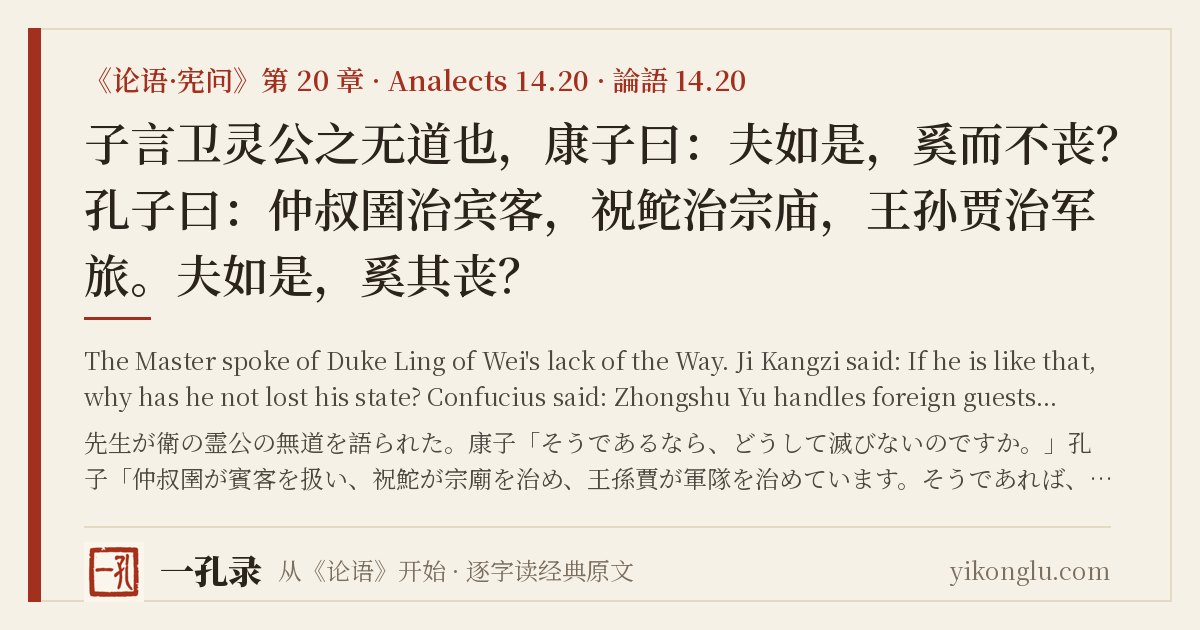 《论语·宪问》第 20 章 · Analects 14.20 · 論語 14.20
子言卫灵公之无道也，康子曰：夫如是，奚而不丧？
孔子曰：仲叔圉治宾客，祝鮀治宗庙，王孙贾治军
旅。夫如是，奚其丧？
The Master spoke of Duke Ling of Wei's lack of the Way. Ji Kangzi said: If he is like that,
why has he not lost his state? Confucius said: Zhongshu Yu handles foreign guests...
先生が衛の霊公の無道を語られた。康子「そうであるなら、どうして滅びないのですか。」孔
子「仲叔圉が賓客を扱い、祝鮀が宗廟を治め、王孫賈が軍隊を治めています。そうであれば、…
一孔
一孔录
从《论语》开始 · 逐字读经典原文
yikonglu.com